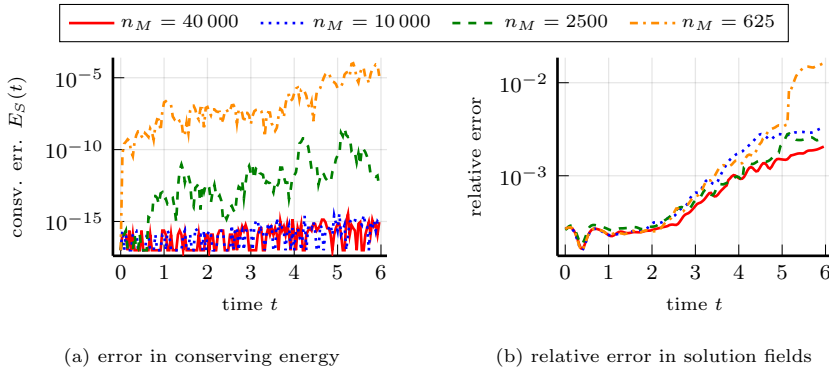 n_M = 40 000 n_M = 10 000 n_M = 2500 n_M = 625
consv. err. E_S(t)
10^−5
10^−10
10^−15
0 1 2 3 4 5 6
time t
(a) error in conserving energy
relative error
10^−2
10^−3
0 1 2 3 4 5 6
time t
(b) relative error in solution fields